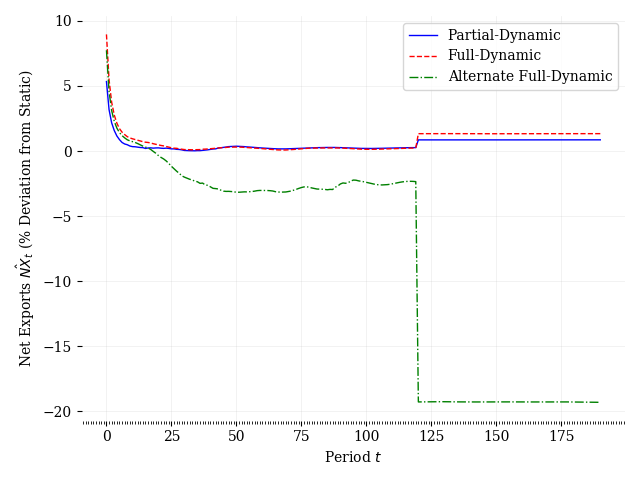 10
5
0
−5
−10
−15
−20
Net Exports N̂X_t (% Deviation from Static)
Partial-Dynamic
Full-Dynamic
Alternate Full-Dynamic
0 25 50 75 100 125 150 175
Period t